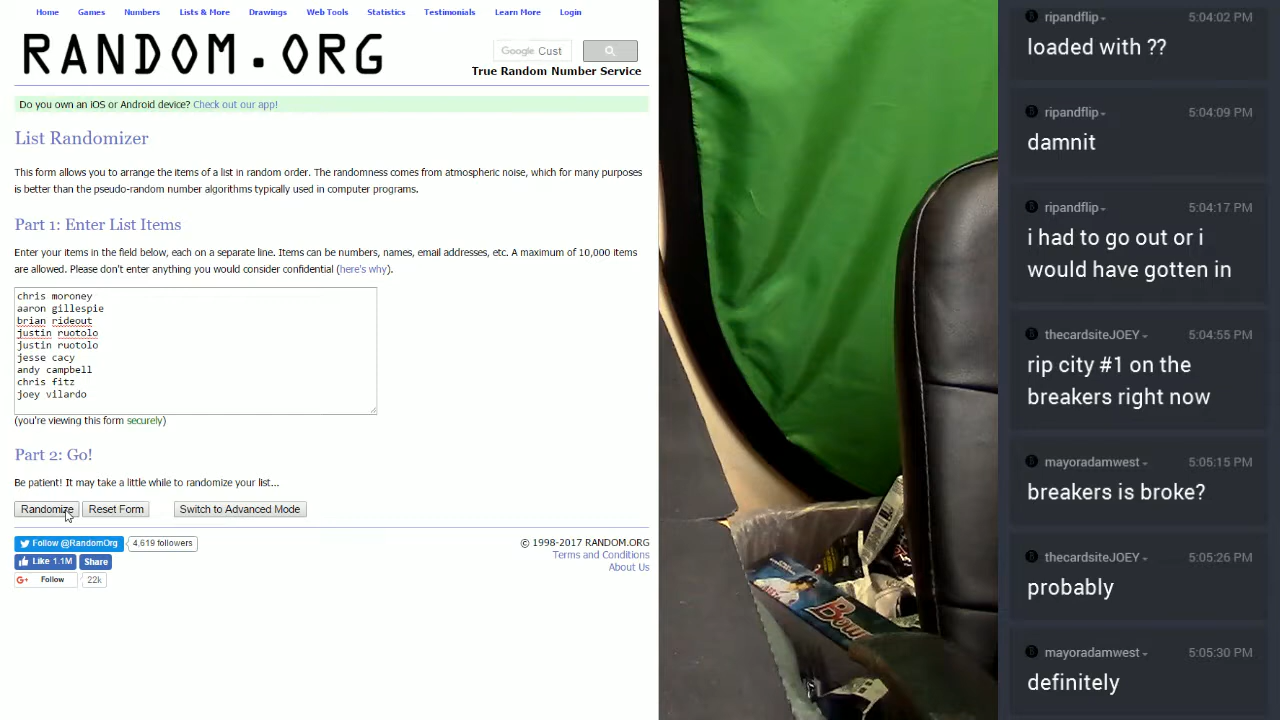 Home Games Numbers Lists & More Drawings Web Tools Statistics Testimonials Learn More Login
RANDOM.ORG
Google Cust
True Random Number Service
Do you own an iOS or Android device? Check out our app!
List Randomizer
This form allows you to arrange the items of a list in random order. The randomness comes from atmospheric noise, which for many purposes
is better than the pseudo-random number algorithms typically used in computer programs.
Part 1: Enter List Items
Enter your items in the field below, each on a separate line. Items can be numbers, names, email addresses, etc. A maximum of 10,000 items
are allowed. Please don't enter anything you would consider confidential (here's why).
chris moroney
aaron gillespie
brian rideout
justin ruotolo
justin ruotolo
jesse cacy
andy campbell
chris fitz
joey vilardo
(you're viewing this form securely)
Part 2: Go!
Be patient! It may take a little while to randomize your list...
Randomize Reset Form Switch to Advanced Mode
Follow @RandomOrg 4,619 followers
Like 1.1M Share
G+ Follow 22k
© 1998-2017 RANDOM.ORG
Terms and Conditions
About Us
Bow
ripandflip 5:04:02 PM
loaded with ??
ripandflip 5:04:09 PM
damnit
ripandflip 5:04:17 PM
i had to go out or i
would have gotten in
thecardsiteJOEY 5:04:55 PM
rip city #1 on the
breakers right now
mayoradamwest 5:05:15 PM
breakers is broke?
thecardsiteJOEY 5:05:26 PM
probably
mayoradamwest 5:05:30 PM
definitely